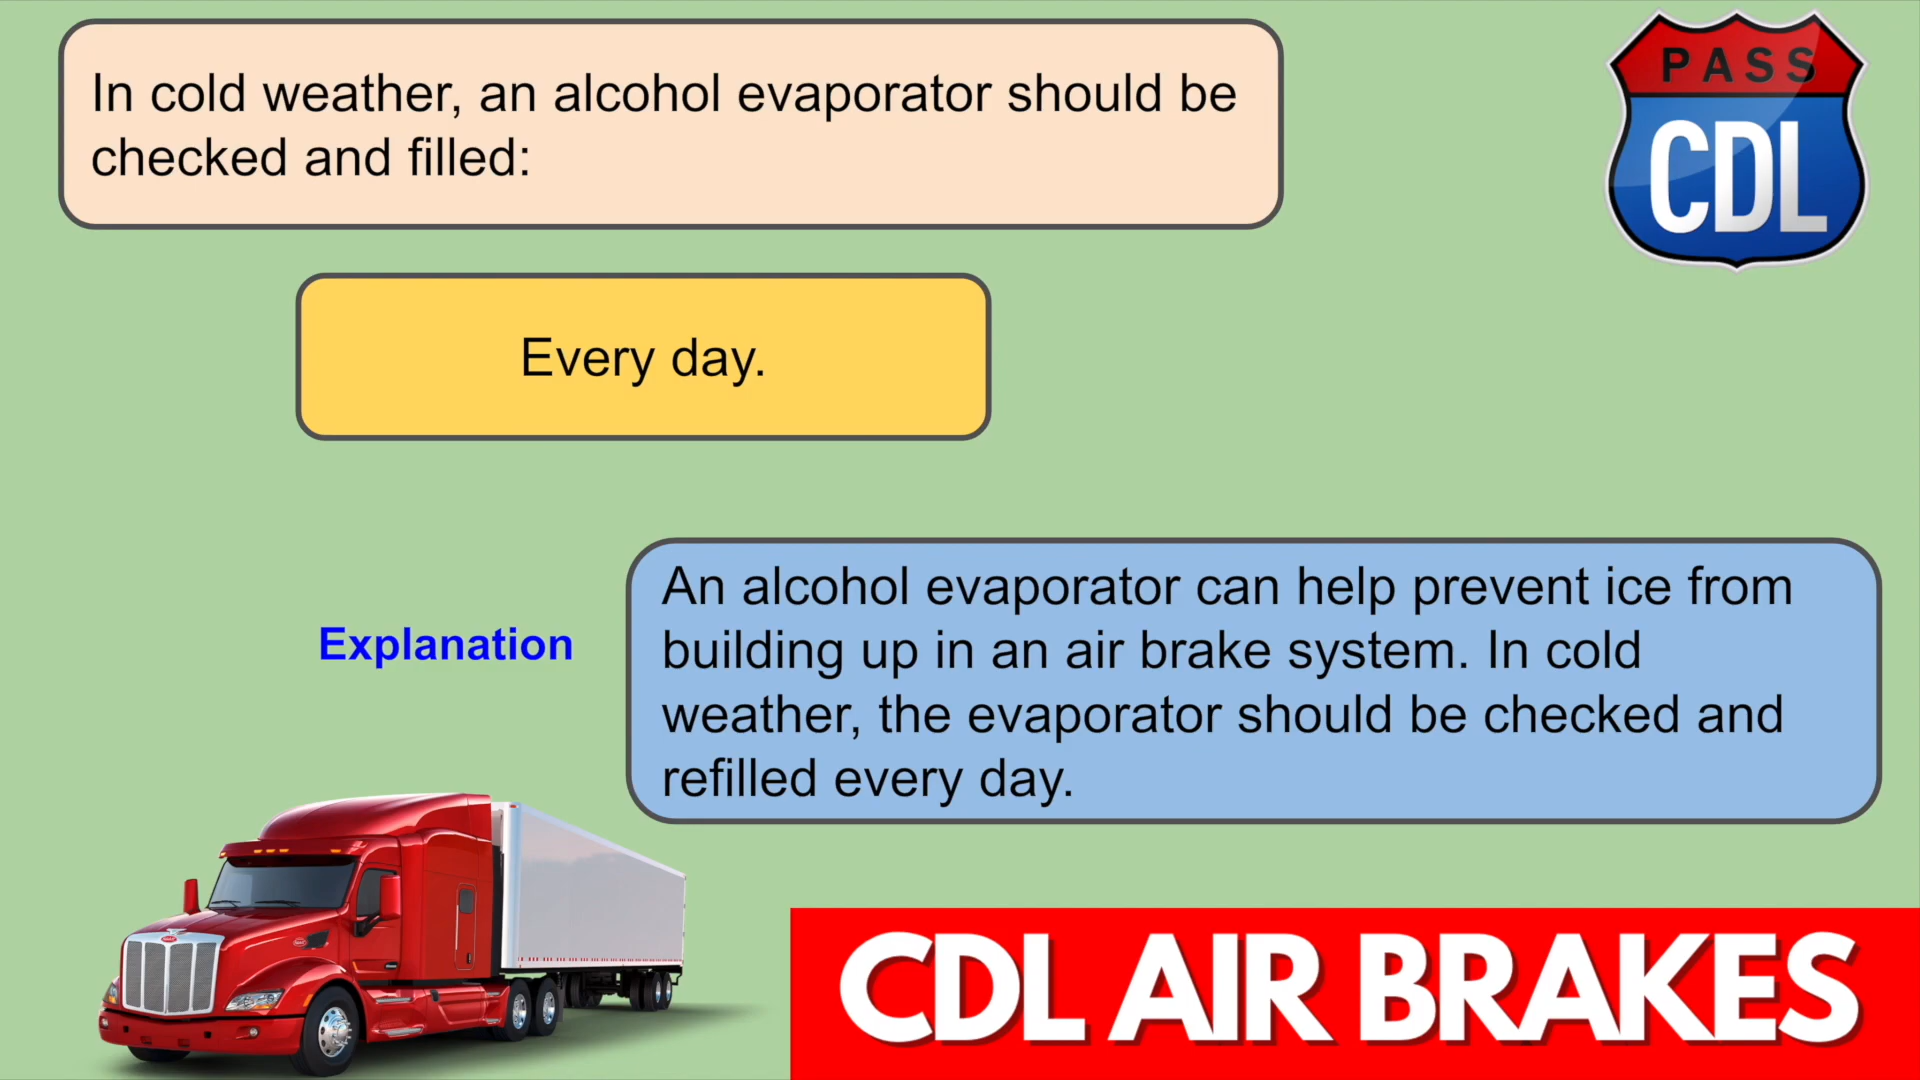 In cold weather, an alcohol evaporator should be
checked and filled:
PASS
CDL
Every day.
Explanation
An alcohol evaporator can help prevent ice from
building up in an air brake system. In cold
weather, the evaporator should be checked and
refilled every day.
CDL AIR BRAKES